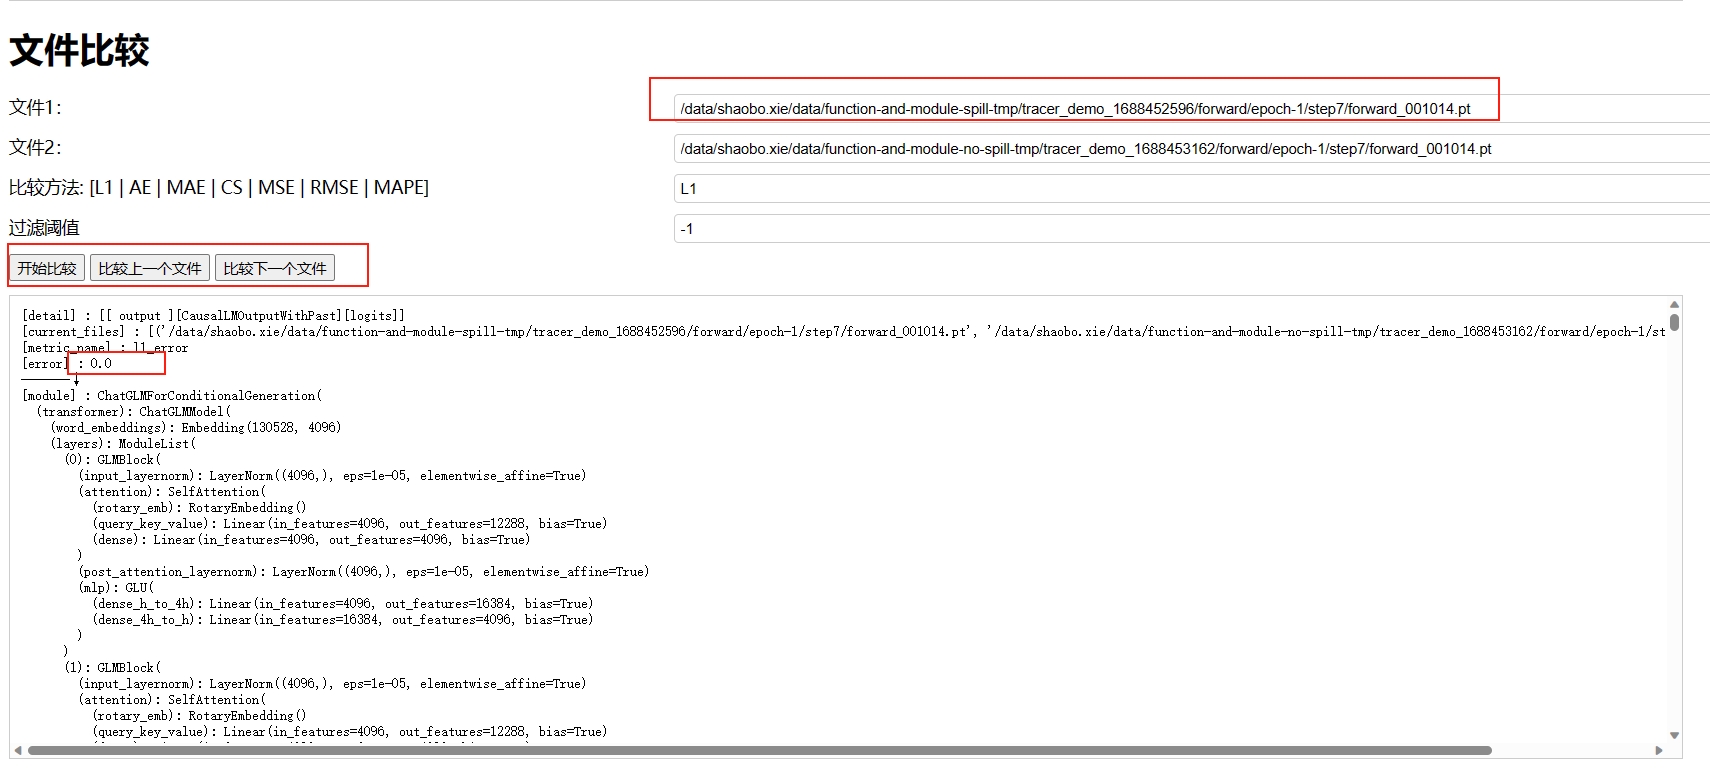 文件比较
文件1：
/data/shaobo.xie/data/function-and-module-spill-tmp/tracer_demo_1688452596/forward/epoch-1/step7/forward_001014.pt
文件2：
/data/shaobo.xie/data/function-and-module-no-spill-tmp/tracer_demo_1688453162/forward/epoch-1/step7/forward_001014.pt
比较方法: [L1 | AE | MAE | CS | MSE | RMSE | MAPE]
L1
过滤阈值
-1
开始比较 比较上一个文件 比较下一个文件
[detail] : [[ output ][CausalLMOutputWithPast][logits]]
[current_files] : [('/data/shaobo.xie/data/function-and-module-spill-tmp/tracer_demo_1688452596/forward/epoch-1/step7/forward_001014.pt', '/data/shaobo.xie/data/function-and-module-no-spill-tmp/tracer_demo_1688453162/forward/epoch-1/st
[metric_name] : l1_error
[error] : 0.0
[module] : ChatGLMForConditionalGeneration(
(transformer): ChatGLMModel(
(word_embeddings): Embedding(130528, 4096)
(layers): ModuleList(
(0): GLMBlock(
(input_layernorm): LayerNorm((4096,), eps=1e-05, elementwise_affine=True)
(attention): SelfAttention(
(rotary_emb): RotaryEmbedding()
(query_key_value): Linear(in_features=4096, out_features=12288, bias=True)
(dense): Linear(in_features=4096, out_features=4096, bias=True)
)
(post_attention_layernorm): LayerNorm((4096,), eps=1e-05, elementwise_affine=True)
(mlp): GLU(
(dense_h_to_4h): Linear(in_features=4096, out_features=16384, bias=True)
(dense_4h_to_h): Linear(in_features=16384, out_features=4096, bias=True)
)
)
(1): GLMBlock(
(input_layernorm): LayerNorm((4096,), eps=1e-05, elementwise_affine=True)
(attention): SelfAttention(
(rotary_emb): RotaryEmbedding()
(query_key_value): Linear(in_features=4096, out_features=12288, bias=True)